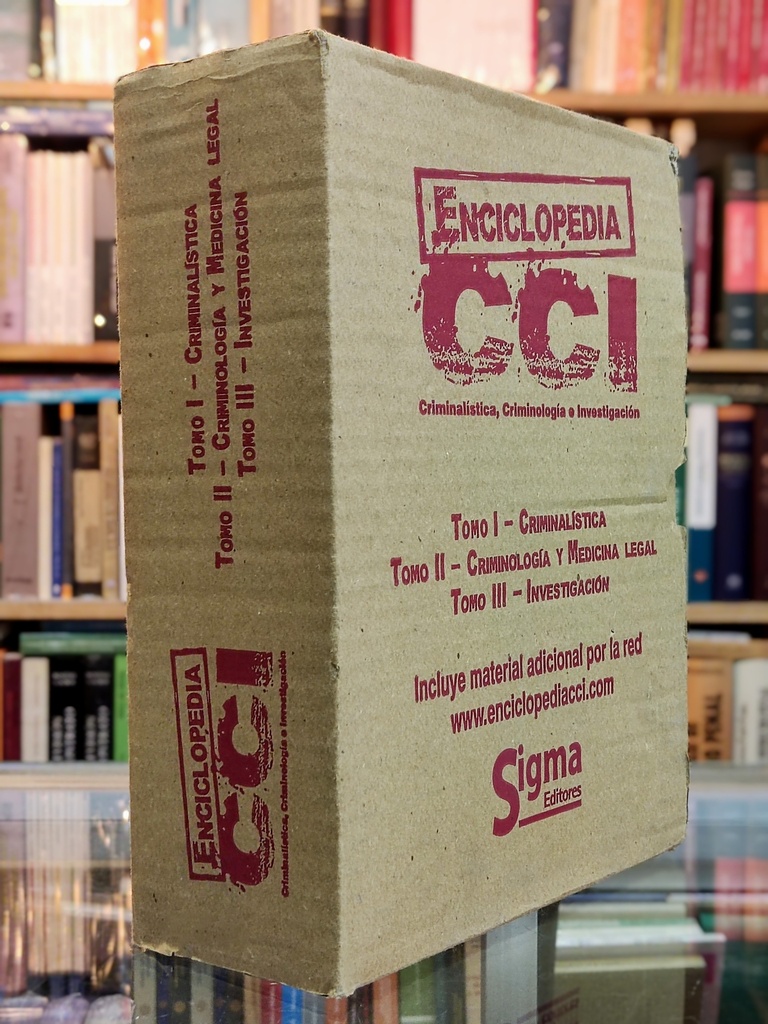 Tomo I – Criminalística
Tomo II – Criminología y Medicina legal
Tomo III – Investigación
Enciclopedia
CCI
Criminalística, Criminología e Investigación
Enciclopedia
CCI
Criminalística, Criminología e Investigación
Tomo I – Criminalística
Tomo II – Criminología y Medicina legal
Tomo III – Investigación
Incluye material adicional por la red
www.enciclopediacci.com
Sigma
Editores
PENAL